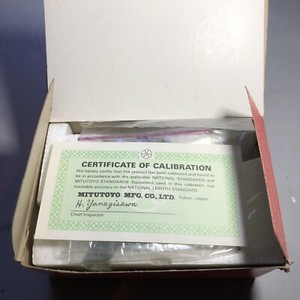 CERTIFICATE OF CALIBRATION
We hereby certify that this product has been calibrated and found to
be in accordance with the applicable NATIONAL STANDARDS and
MITUTOYO STANDARDS. Equipment used in this calibration has
traceable accuracy to the NATIONAL LENGTH STANDARD.
MITUTOYO MFG. CO., LTD. Tokyo, Japan
H. Yanagisawa
Chief Inspector